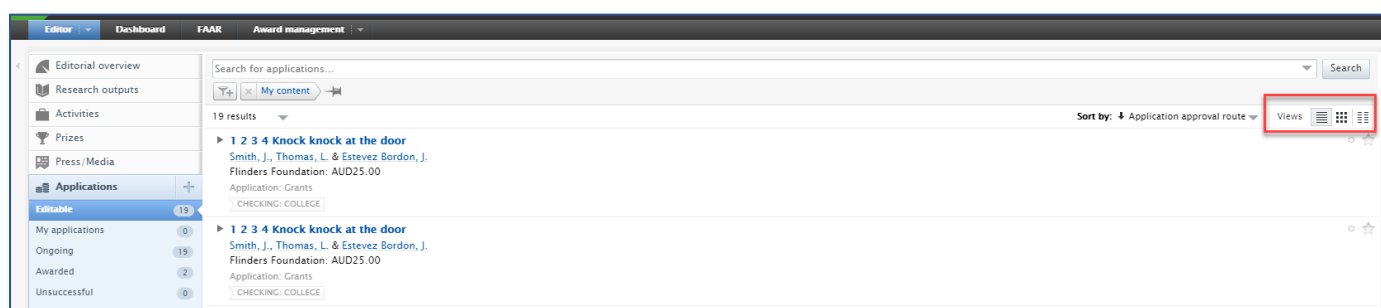 Editor Dashboard FAAR Award management
Editorial overview
Research outputs
Activities
Prizes
Press/Media
Applications
Editable 19
My applications 0
Ongoing 19
Awarded 2
Unsuccessful 0
Search for applications... Search
My content
19 results Sort by: Application approval route Views
1 2 3 4 Knock knock at the door
Smith, J., Thomas, L. & Estevez Bordon, J.
Flinders Foundation: AUD25.00
Application: Grants
CHECKING: COLLEGE
1 2 3 4 Knock knock at the door
Smith, J., Thomas, L. & Estevez Bordon, J.
Flinders Foundation: AUD25.00
Application: Grants
CHECKING: COLLEGE